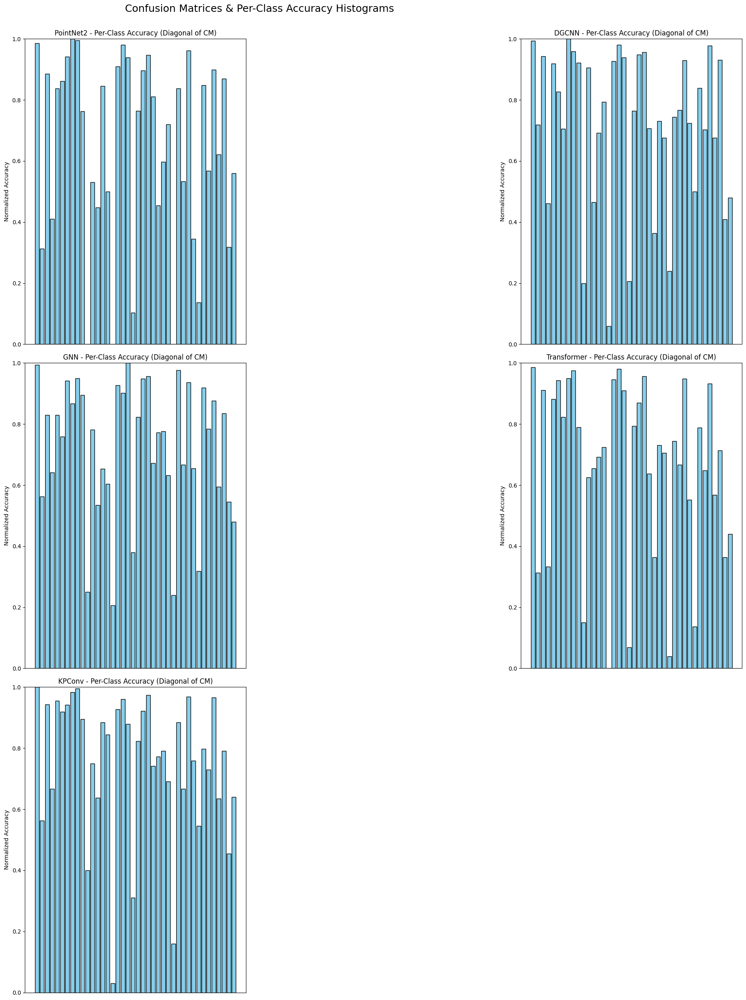 Confusion Matrices & Per-Class Accuracy Histograms
PointNet2 - Per-Class Accuracy (Diagonal of CM)
1.0
0.8
0.6
0.4
0.2
0.0
Normalized Accuracy
DGCNN - Per-Class Accuracy (Diagonal of CM)
1.0
0.8
0.6
0.4
0.2
0.0
Normalized Accuracy
GNN - Per-Class Accuracy (Diagonal of CM)
1.0
0.8
0.6
0.4
0.2
0.0
Normalized Accuracy
Transformer - Per-Class Accuracy (Diagonal of CM)
1.0
0.8
0.6
0.4
0.2
0.0
Normalized Accuracy
KPConv - Per-Class Accuracy (Diagonal of CM)
1.0
0.8
0.6
0.4
0.2
0.0
Normalized Accuracy